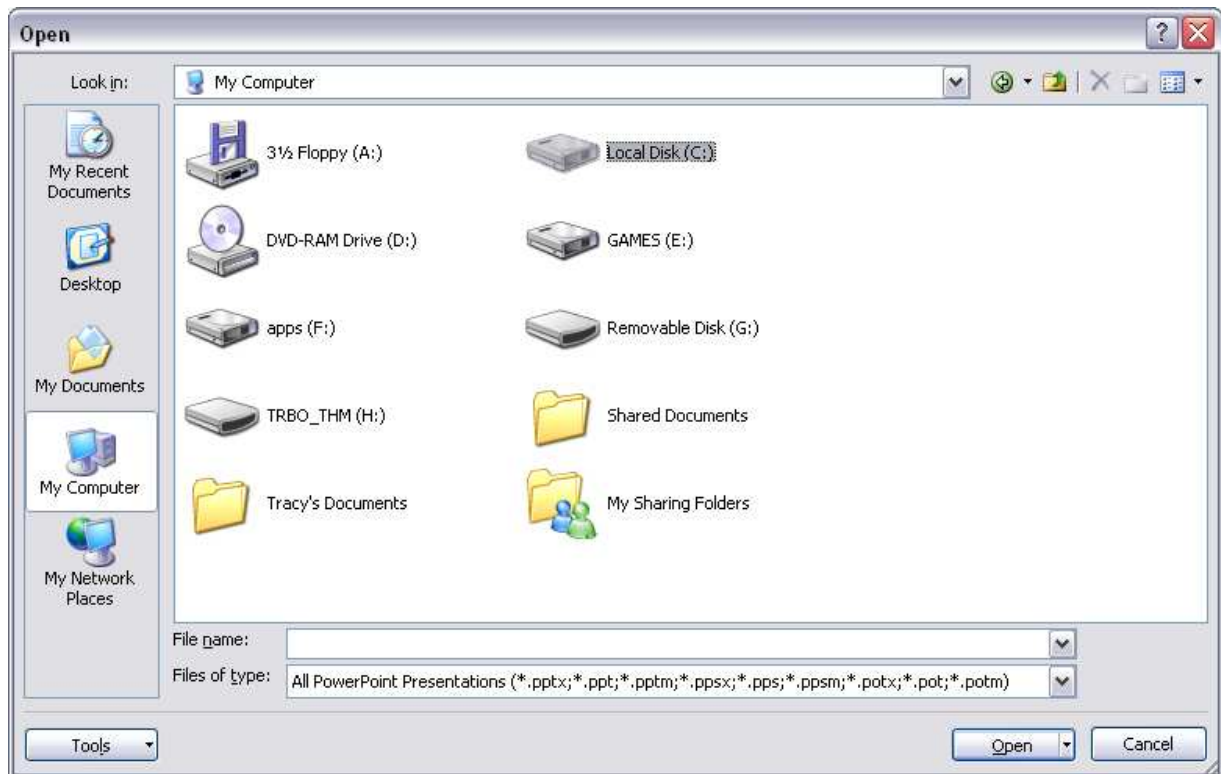 Open
Look in:
My Computer
My Recent
Documents
Desktop
My Documents
My Computer
My Network
Places
3½ Floppy (A:)
Local Disk (C:)
DVD-RAM Drive (D:)
GAMES (E:)
apps (F:)
Removable Disk (G:)
TRBO_THM (H:)
Shared Documents
Tracy's Documents
My Sharing Folders
File name:
Files of type:
All PowerPoint Presentations (*.pptx;*.ppt;*.pptm;*.ppsx;*.pps;*.ppsm;*.potx;*.pot;*.potm)
Tools
Open
Cancel